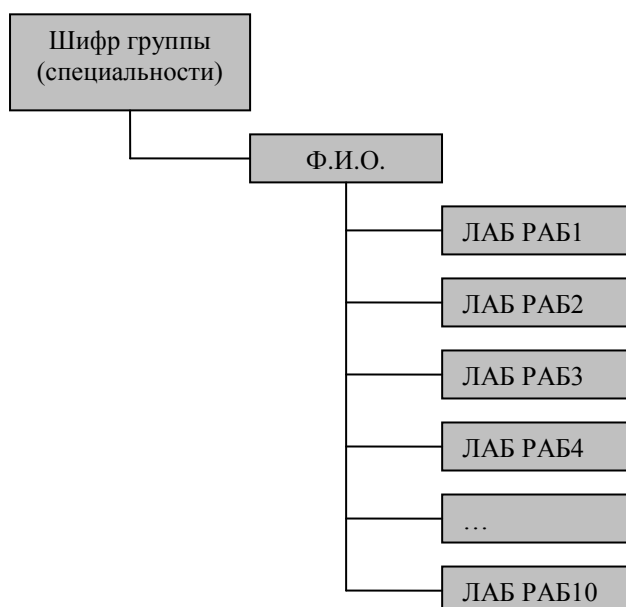 Шифр группы
(специальности)
Ф.И.О.
ЛАБ РАБ1
ЛАБ РАБ2
ЛАБ РАБ3
ЛАБ РАБ4
…
ЛАБ РАБ10